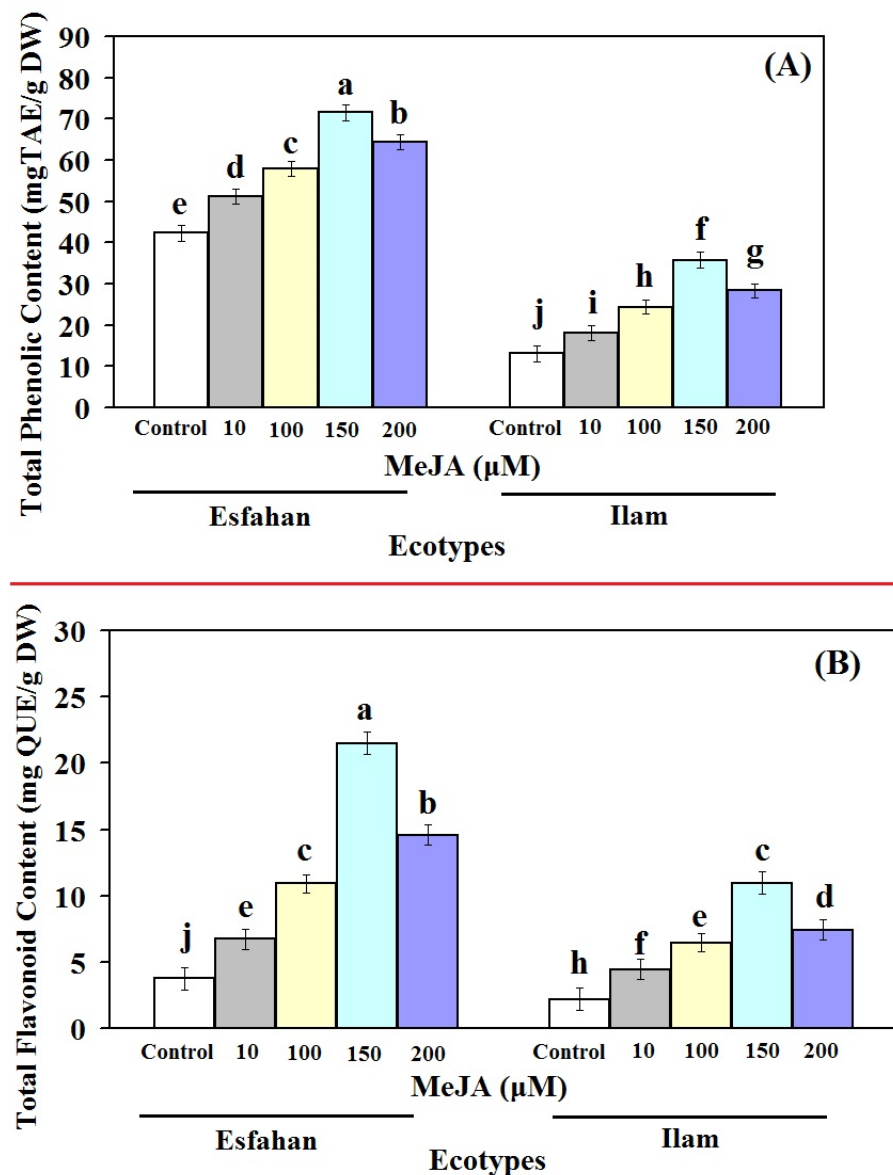 Total Phenolic Content (mgTAE/g DW)
90
80
70
60
50
40
30
20
10
0
(A)
e
d
c
a
b
j
i
h
f
g
Control 10 100 150 200 Control 10 100 150 200
MeJA (µM)
Esfahan Ilam
Ecotypes
Total Flavonoid Content (mg QUE/g DW)
30
25
20
15
10
5
0
(B)
j
e
c
a
b
h
f
e
c
d
Control 10 100 150 200 Control 10 100 150 200
MeJA (µM)
Esfahan Ilam
Ecotypes